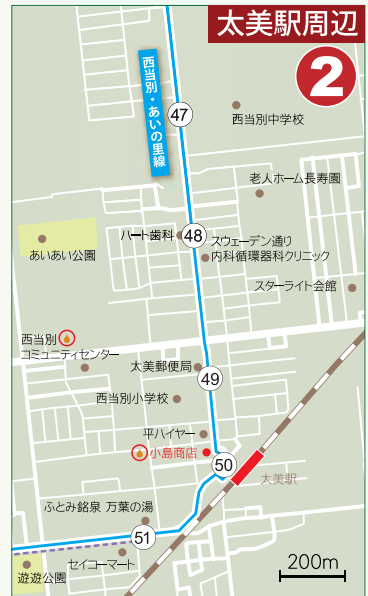 太美駅周辺
2
西当別・あいの里線
47
西当別中学校
老人ホーム長寿園
ハート歯科
48
スウェーデン通り
内科循環器科クリニック
あいあい公園
スターライト会館
西当別
コミュニティセンター
太美郵便局
49
西当別小学校
平ハイヤー
小島商店
50
太美駅
ふとみ銘泉 万葉の湯
51
セイコーマート
遊遊公園
200m